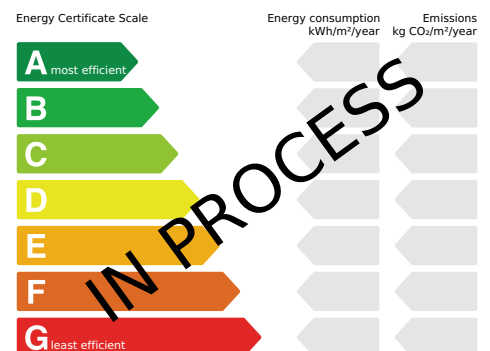 Energy Certificate Scale
Energy consumption
kWh/m²/year
Emissions
kg CO₂/m²/year
A most efficient
B
C
D
E
F
G least efficient
IN PROCESS